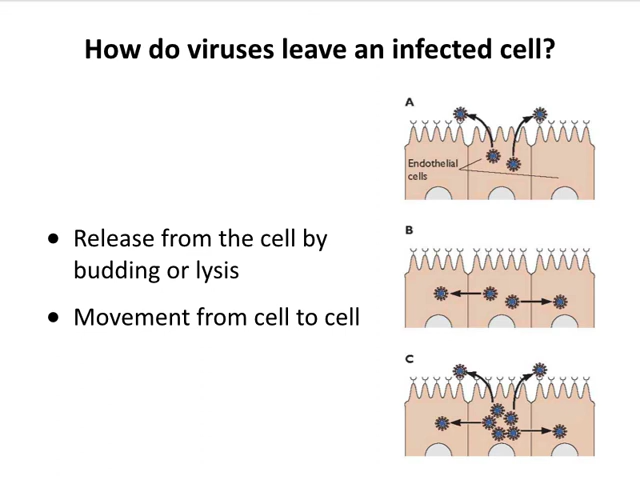 How do viruses leave an infected cell?
• Release from the cell by
budding or lysis
• Movement from cell to cell
A
Endothelial
cells
B
C